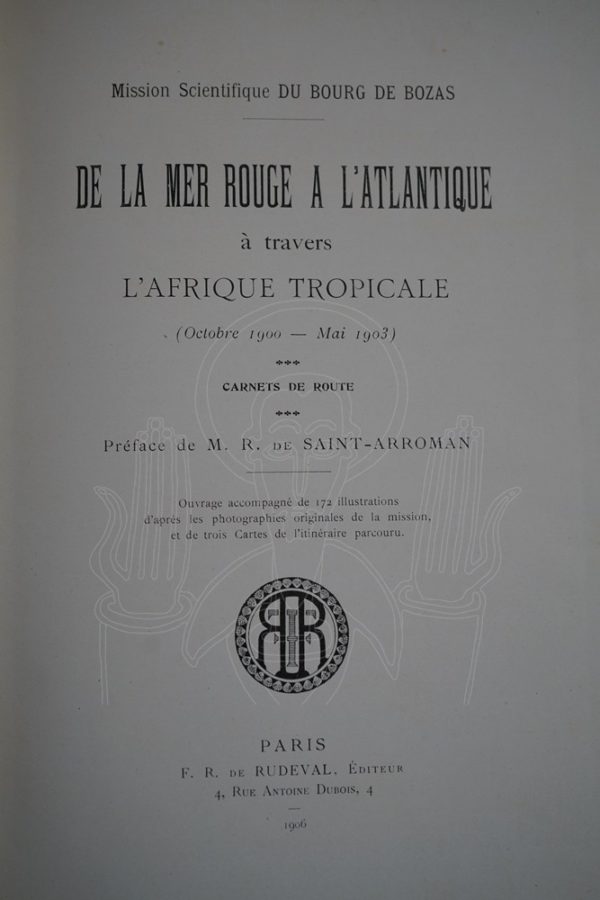 Mission Scientifique DU BOURG DE BOZAS
DE LA MER ROUGE A L'ATLANTIQUE
à travers
L'AFRIQUE TROPICALE
(Octobre 1900 — Mai 1903)
CARNETS DE ROUTE
Préface de M. R. DE SAINT-ARROMAN
Ouvrage accompagné de 172 illustrations
d'aprés les photographies originales de la mission,
et de trois Cartes de l'itinéraire parcouru.
PARIS
F. R. DE RUDEVAL, ÉDITEUR
4, RUE ANTOINE DUBOIS, 4
1906